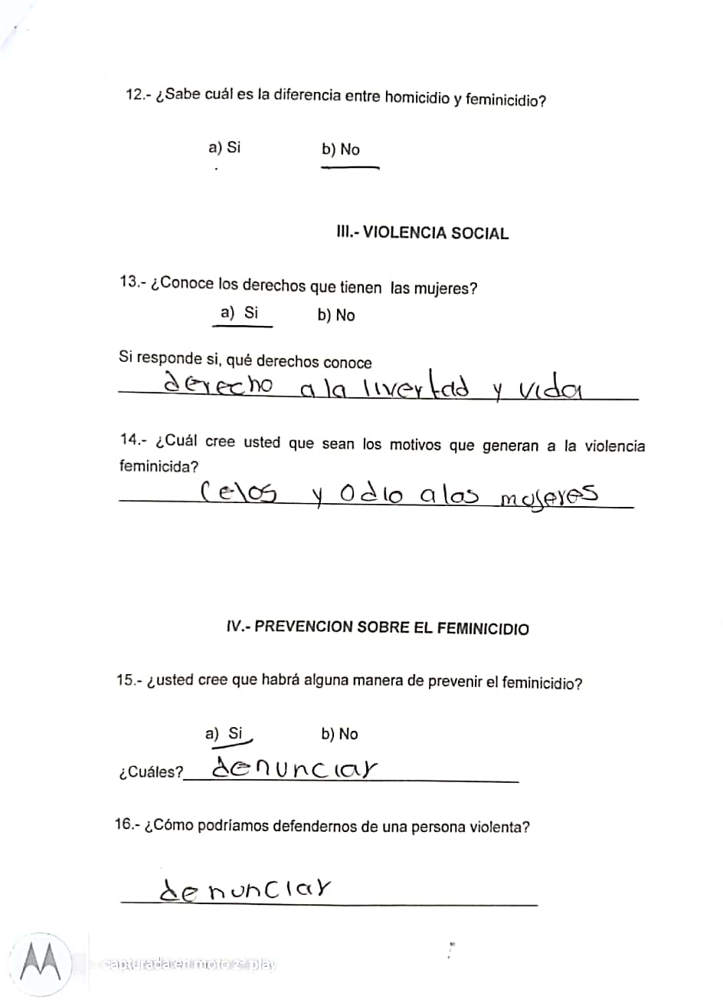 12.- ¿Sabe cuál es la diferencia entre homicidio y feminicidio?
a) Si b) No
III.- VIOLENCIA SOCIAL
13.- ¿Conoce los derechos que tienen las mujeres?
a) Si b) No
Si responde si, qué derechos conoce
derecho a la livertad y vida
14.- ¿Cuál cree usted que sean los motivos que generan a la violencia
feminicida?
Celos y odio a las mujeres
IV.- PREVENCION SOBRE EL FEMINICIDIO
15.- ¿usted cree que habrá alguna manera de prevenir el feminicidio?
a) Si b) No
¿Cuáles? denunciar
16.- ¿Cómo podríamos defendernos de una persona violenta?
denunciar
capturada en moto z² play